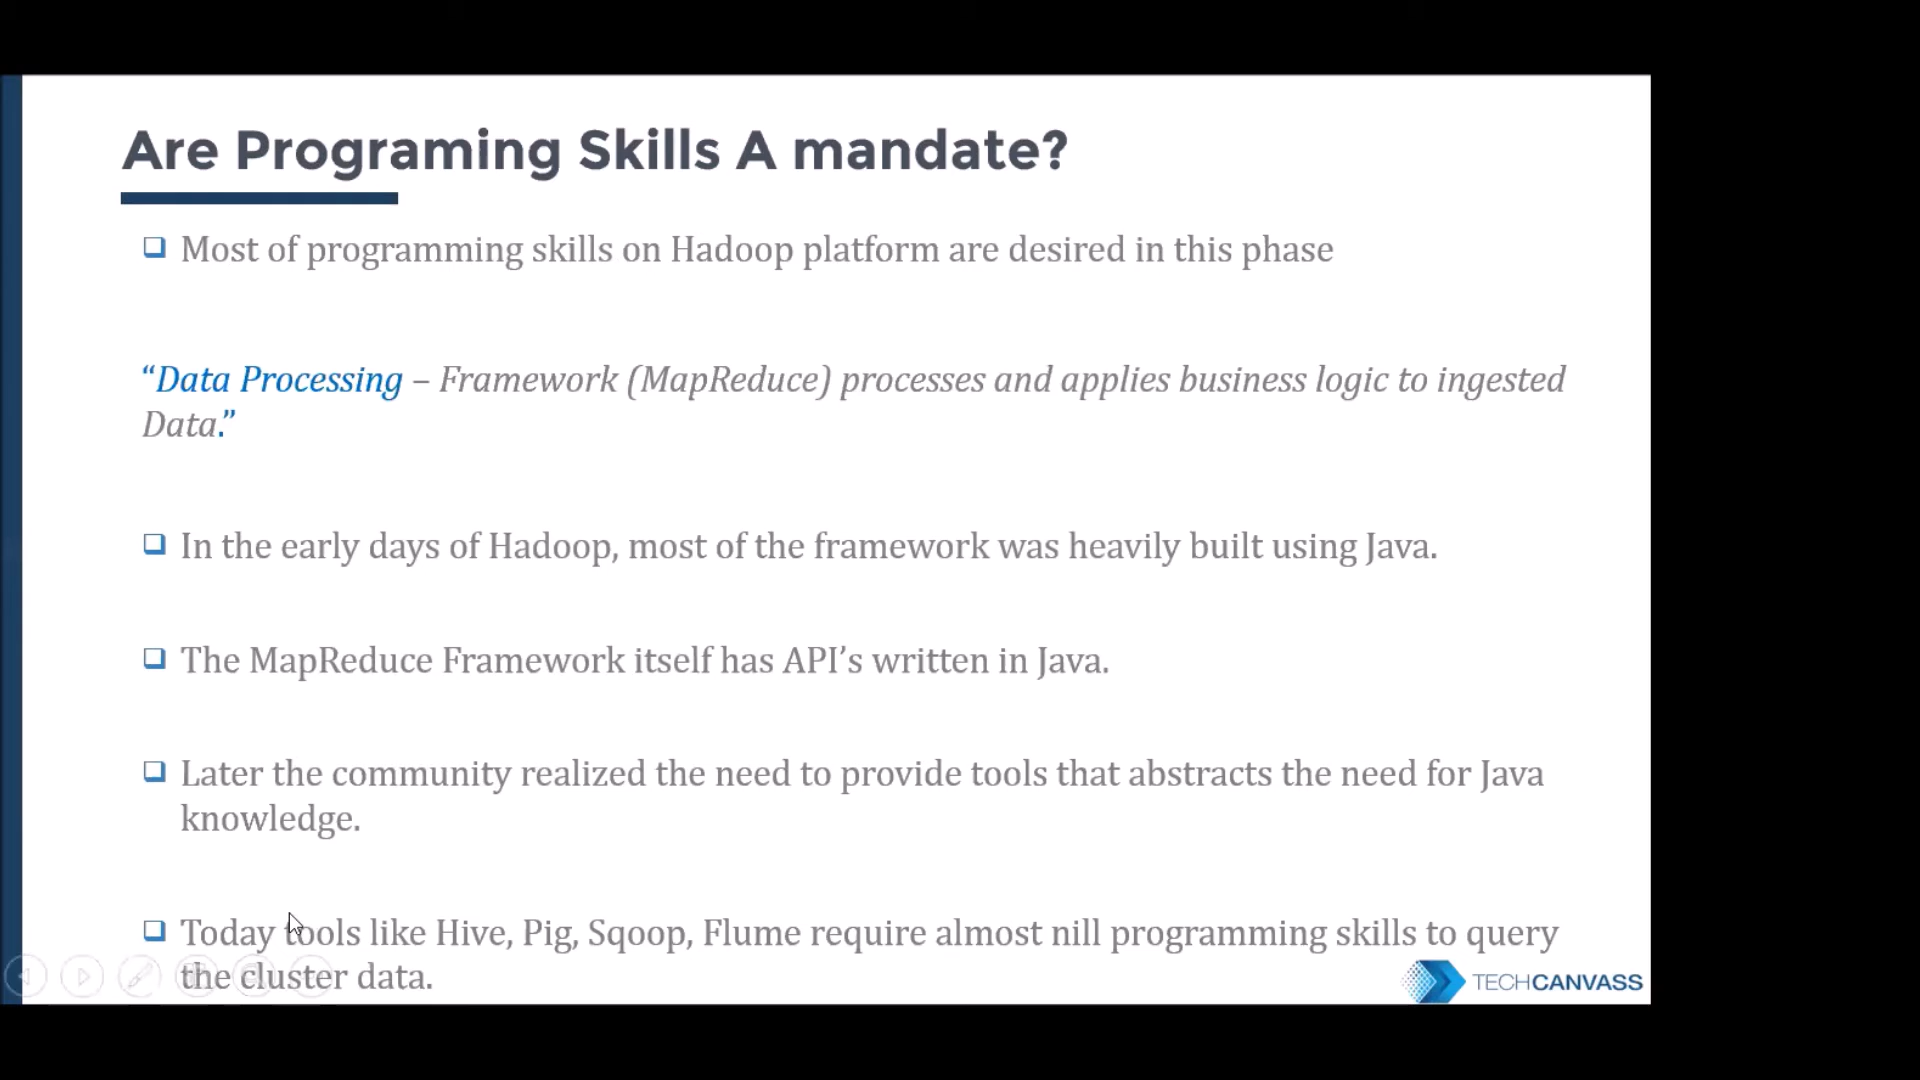 Are Programing Skills A mandate?
Most of programming skills on Hadoop platform are desired in this phase
“Data Processing – Framework (MapReduce) processes and applies business logic to ingested
Data.”
In the early days of Hadoop, most of the framework was heavily built using Java.
The MapReduce Framework itself has API’s written in Java.
Later the community realized the need to provide tools that abstracts the need for Java
knowledge.
Today tools like Hive, Pig, Sqoop, Flume require almost nill programming skills to query
the cluster data.
TECHCANVASS